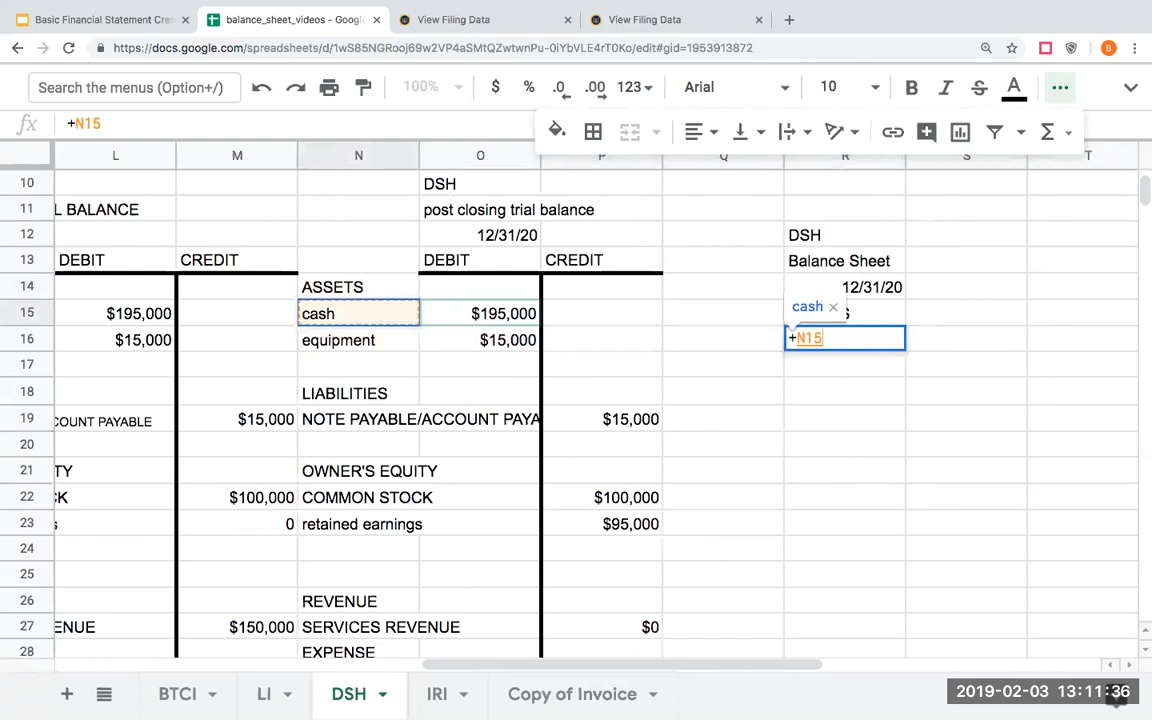 Basic Financial Statement Crea
balance_sheet_videos - Google
View Filing Data
View Filing Data
https://docs.google.com/spreadsheets/d/1wS85NGRooj69w2VP4aSMtQZwtwnPu-0iYbVLE4rT0Ko/edit#gid=1953913872
B
Search the menus (Option+/) 100% $ % .0 .00 123 Arial 10 B I S A
fx +N15
L M N O P Q R S T
10 DSH
11 L BALANCE post closing trial balance
12 12/31/20 DSH
13 DEBIT CREDIT DEBIT CREDIT Balance Sheet
14 ASSETS 12/31/20
15 $195,000 cash $195,000 cash × S
16 $15,000 equipment $15,000 +N15
17
18 LIABILITIES
19 COUNT PAYABLE $15,000 NOTE PAYABLE/ACCOUNT PAYA $15,000
20
21 TY OWNER'S EQUITY
22 CK $100,000 COMMON STOCK $100,000
23 s 0 retained earnings $95,000
24
25
26 REVENUE
27 ENUE $150,000 SERVICES REVENUE $0
28 EXPENSE
+ BTCI LI DSH IRI Copy of Invoice
2019-02-03 13:11:36